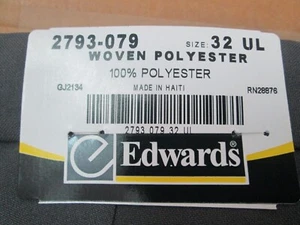 2793-079 SIZE: 32 UL
WOVEN POLYESTER
100% POLYESTER
GJ2134 MADE IN HAITI RN28876
2793 079 32 UL
e Edwards®